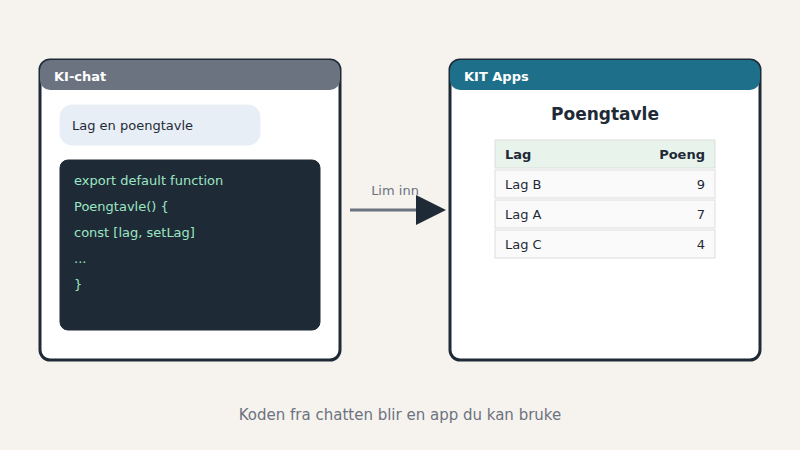 KI-chat
Lag en poengtavle
export default function
Poengtavle() {
const [lag, setLag]
...
}
Lim inn
KIT Apps
Poengtavle
Lag Poeng
Lag B 9
Lag A 7
Lag C 4
Koden fra chatten blir en app du kan bruke